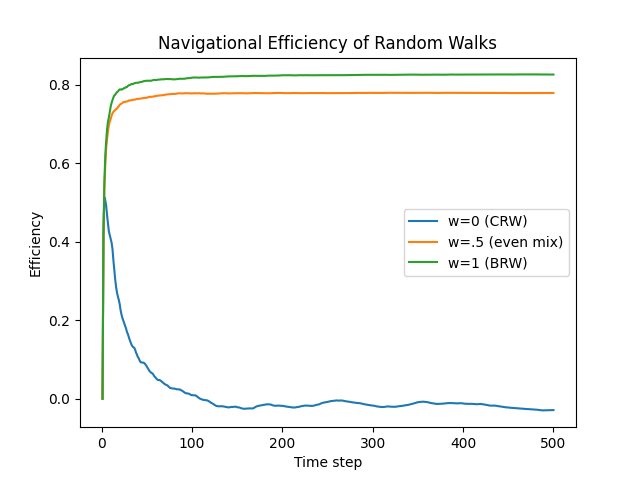 Navigational Efficiency of Random Walks
Efficiency
0.8
0.6
0.4
0.2
0.0
w=0 (CRW)
w=.5 (even mix)
w=1 (BRW)
0 100 200 300 400 500
Time step